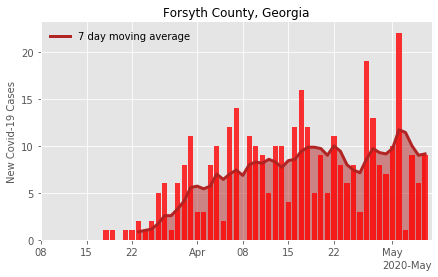 Forsyth County, Georgia
7 day moving average
New Covid-19 Cases
20
15
10
5
0
08 15 22 Apr 08 15 22 May
2020-May